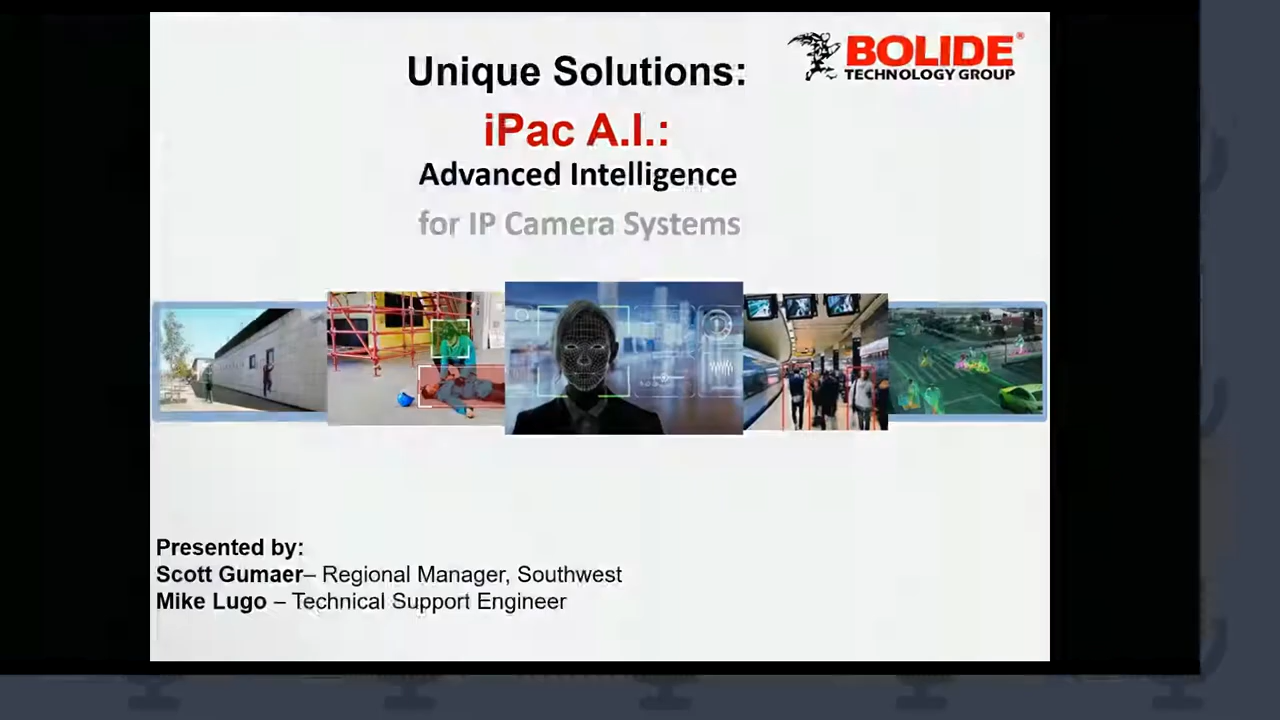 Unique Solutions:
BOLIDE®
TECHNOLOGY GROUP
iPac A.I.:
Advanced Intelligence
for IP Camera Systems
Presented by:
Scott Gumaer– Regional Manager, Southwest
Mike Lugo – Technical Support Engineer